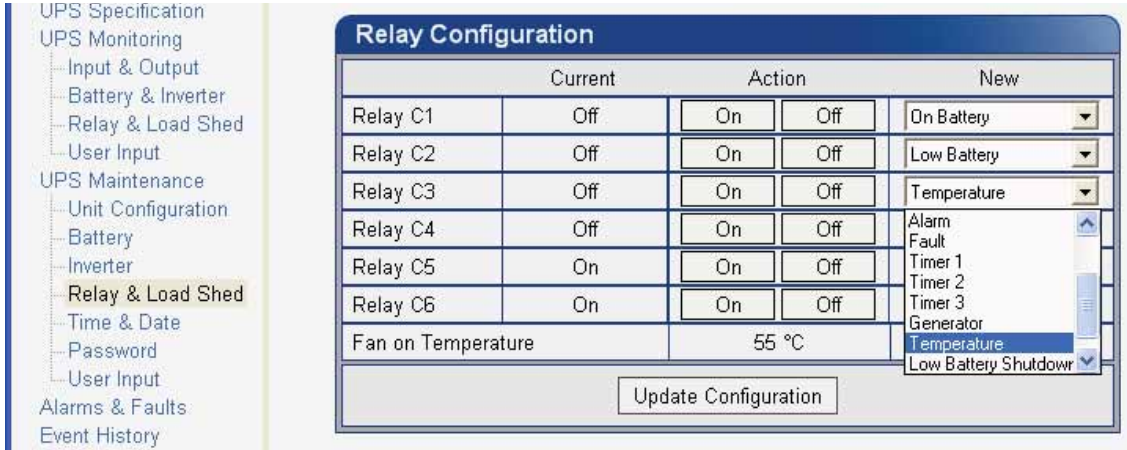 UPS Specification
UPS Monitoring
Input & Output
Battery & Inverter
Relay & Load Shed
User Input
UPS Maintenance
Unit Configuration
Battery
Inverter
Relay & Load Shed
Time & Date
Password
User Input
Alarms & Faults
Event History
Relay Configuration
Current Action New
Relay C1 Off On Off On Battery
Relay C2 Off On Off Low Battery
Relay C3 Off On Off Temperature
Relay C4 Off On Off
Relay C5 On On Off
Relay C6 On On Off
Fan on Temperature 55 °C
Alarm
Fault
Timer 1
Timer 2
Timer 3
Generator
Temperature
Low Battery Shutdown
Update Configuration